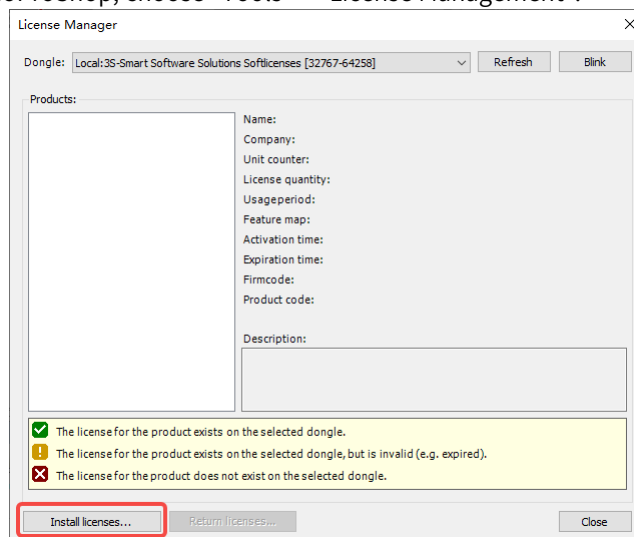 License Management .
License Manager
Dongle: Local:3S-Smart Software Solutions Softlicenses [32767-64258] Refresh Blink
Products:
Name:
Company:
Unit counter:
License quantity:
Usageperiod:
Feature map:
Activation time:
Expiration time:
Firmcode:
Product code:
Description:
The license for the product exists on the selected dongle.
The license for the product exists on the selected dongle, but is invalid (e.g. expired).
The license for the product does not exist on the selected dongle.
Install licenses... Return licenses... Close